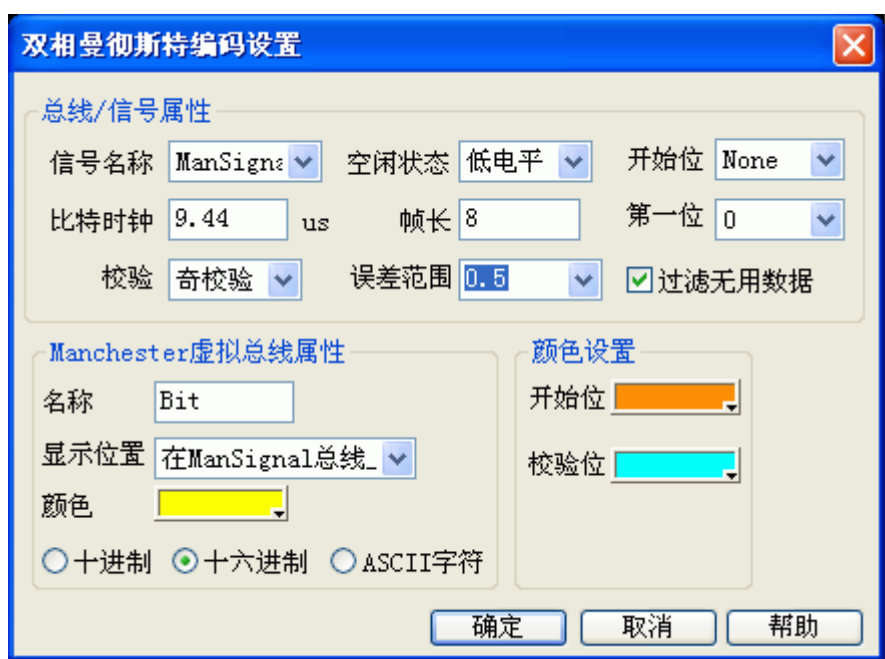 双相曼彻斯特编码设置
总线/信号属性
信号名称 ManSigna 空闲状态 低电平 开始位 None
比特时钟 9.44 us 帧长 8 第一位 0
校验 奇校验 误差范围 0.5 过滤无用数据
Manchester虚拟总线属性 颜色设置
名称 Bit 开始位
显示位置 在ManSignal总线_ 校验位
颜色
十进制 十六进制 ASCII字符
确定 取消 帮助